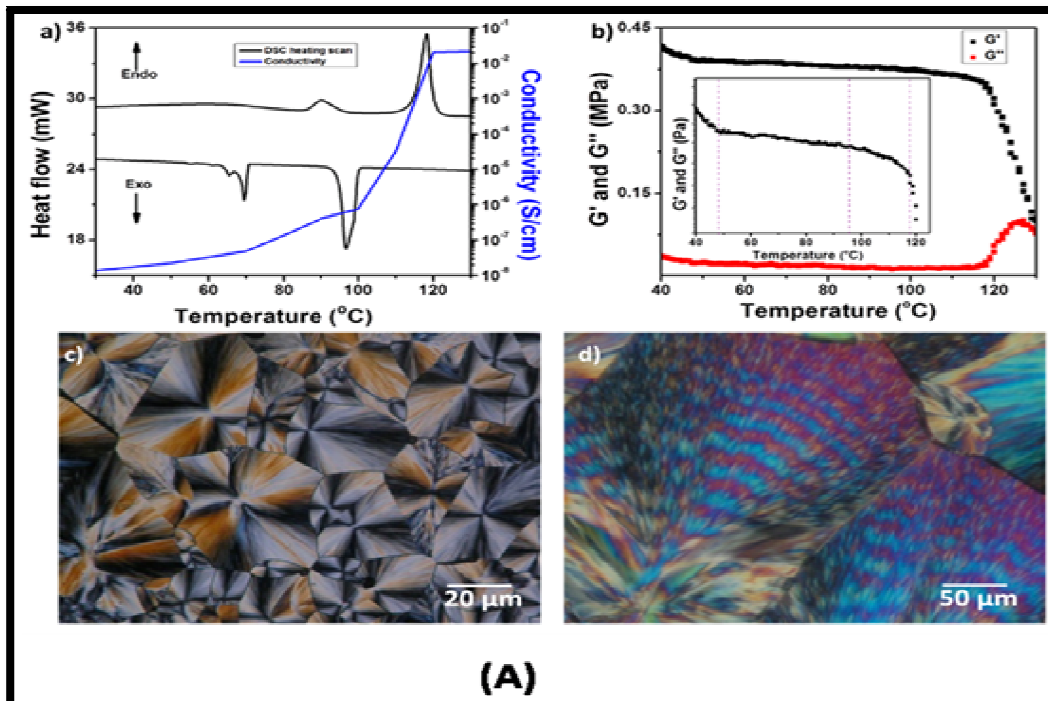 a)
Endo
DSC heating scan
Conductivity
Exo
Heat flow (mW)
36
30
24
18
Conductivity (S/cm)
10⁻¹
10⁻²
10⁻³
10⁻⁴
10⁻⁵
10⁻⁶
10⁻⁷
10⁻⁸
40 60 80 100 120
Temperature (°C)
b)
G'
G''
G' and G'' (MPa)
0.45
0.30
0.15
G' and G'' (Pa)
40 60 80 100 120
Temperature (°C)
40 60 80 100 120
Temperature (°C)
c)
20 µm
d)
50 µm
(A)